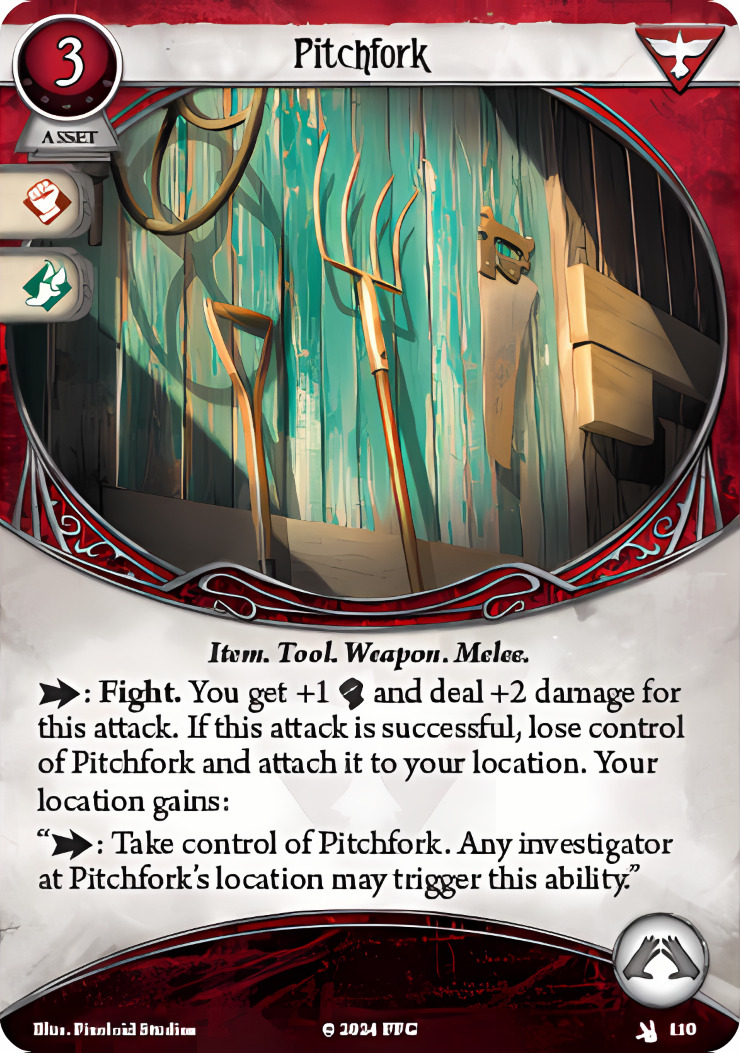 3
Pitchfork
ASSET
Item. Tool. Weapon. Melee.
: Fight. You get +1 and deal +2 damage for
this attack. If this attack is successful, lose control
of Pitchfork and attach it to your location. Your
location gains:
“: Take control of Pitchfork. Any investigator
at Pitchfork’s location may trigger this ability.”
© 2024 FFG
110